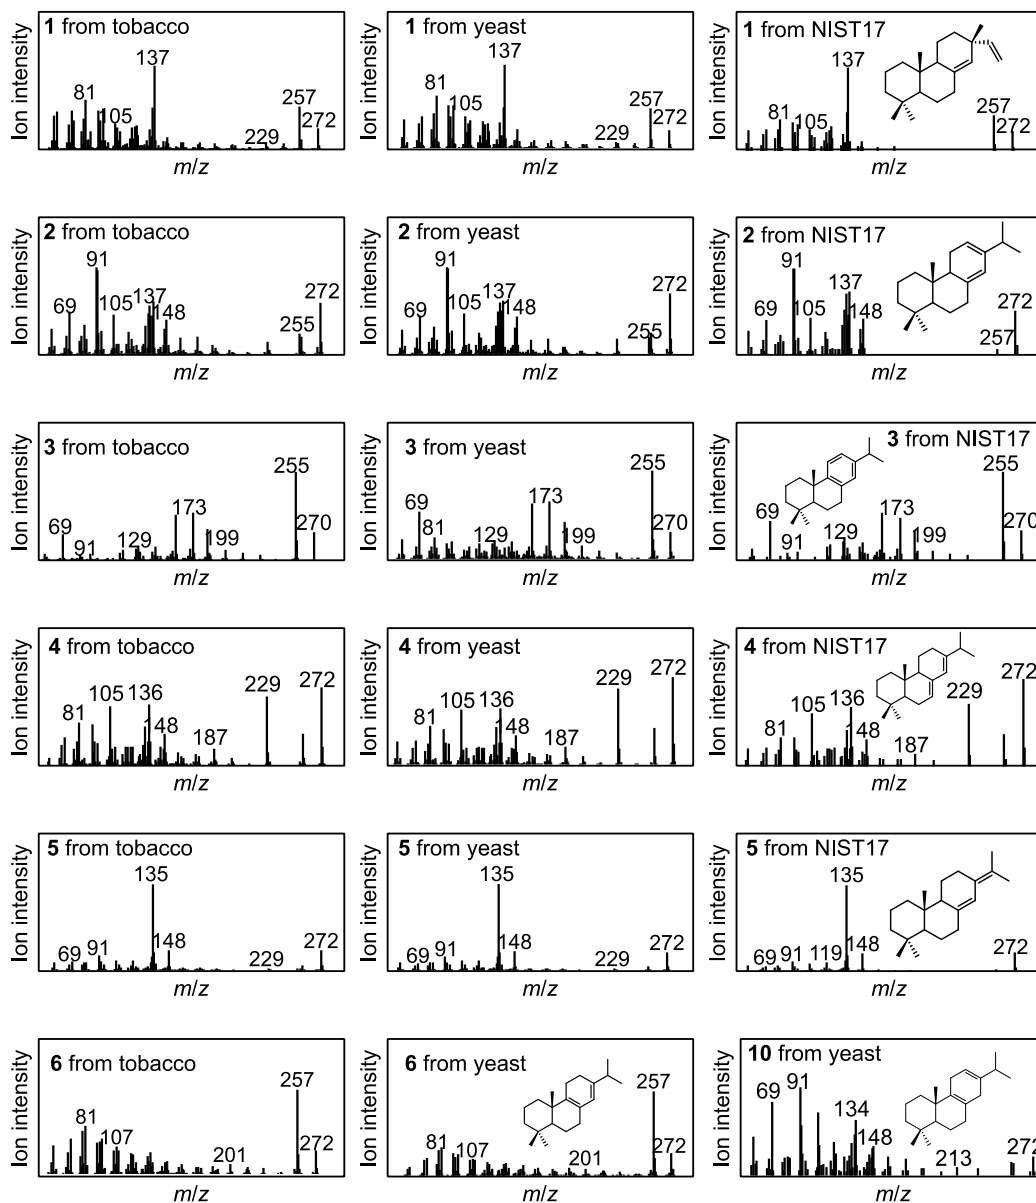 1 from tobacco
Ion intensity
137
81
105
229
257
272
m/z
1 from yeast
Ion intensity
137
81
105
229
257
272
m/z
1 from NIST17
Ion intensity
137
81
105
257
272
m/z
2 from tobacco
Ion intensity
91
69
105
137
148
255
272
m/z
2 from yeast
Ion intensity
91
69
105
137
148
255
272
m/z
2 from NIST17
Ion intensity
91
69
105
137
148
257
272
m/z
3 from tobacco
Ion intensity
69
91
129
173
199
255
270
m/z
3 from yeast
Ion intensity
69
81
129
173
199
255
270
m/z
3 from NIST17
Ion intensity
69
91
129
173
199
255
270
m/z
4 from tobacco
Ion intensity
81
105
136
148
187
229
272
m/z
4 from yeast
Ion intensity
81
105
136
148
187
229
272
m/z
4 from NIST17
Ion intensity
81
105
136
148
187
229
272
m/z
5 from tobacco
Ion intensity
135
69
91
148
229
272
m/z
5 from yeast
Ion intensity
135
69
91
148
229
272
m/z
5 from NIST17
Ion intensity
135
69
91
119
148
272
m/z
6 from tobacco
Ion intensity
81
107
201
257
272
m/z
6 from yeast
Ion intensity
81
107
201
257
272
m/z
10 from yeast
Ion intensity
69
91
134
148
213
272
m/z